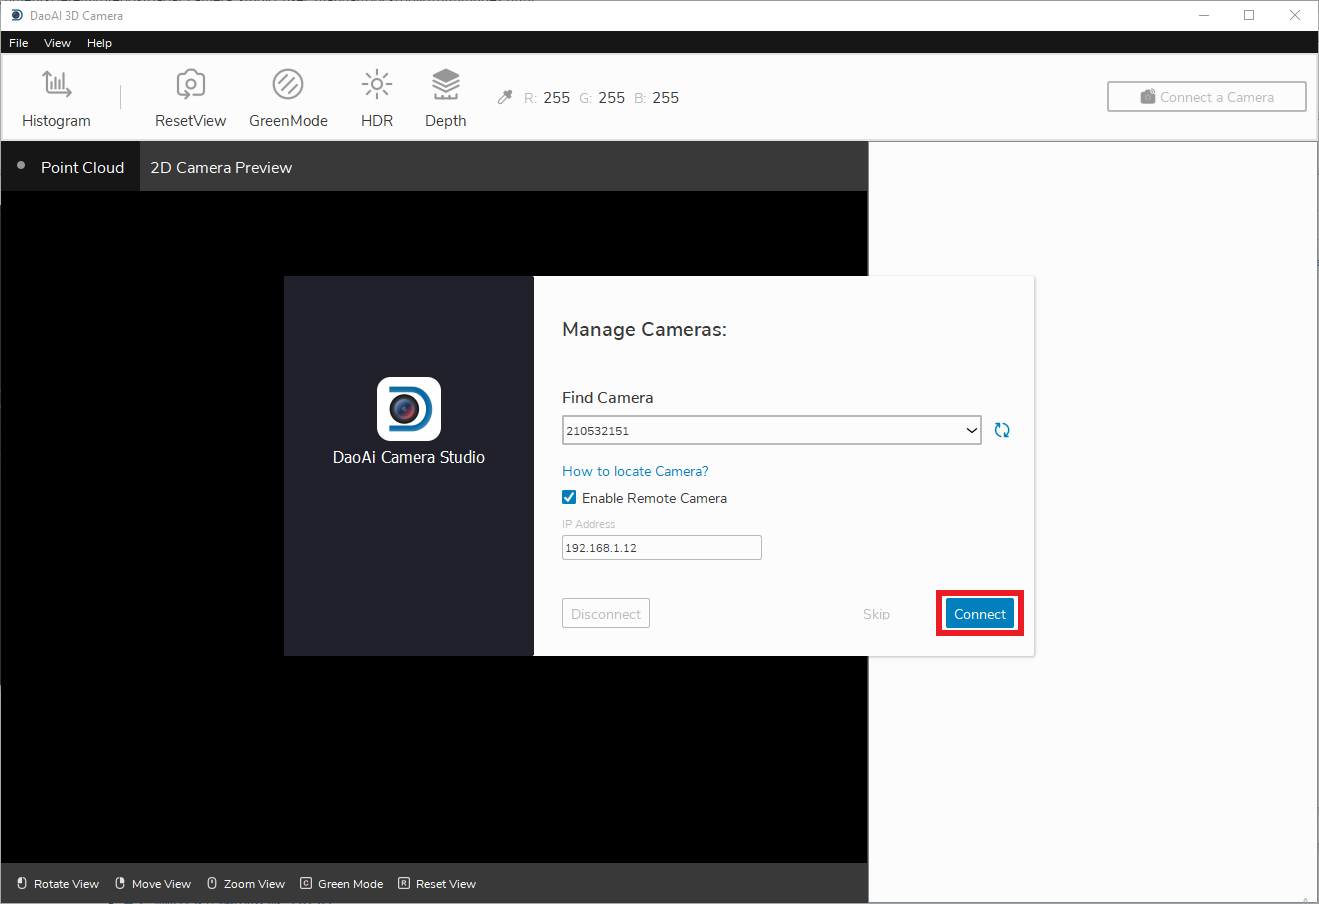 DaoAI 3D Camera
File View Help
Histogram ResetView GreenMode HDR Depth R: 255 G: 255 B: 255 Connect a Camera
Point Cloud 2D Camera Preview
Manage Cameras:
Find Camera
210532151
DaoAi Camera Studio
How to locate Camera?
Enable Remote Camera
IP Address
192.168.1.12
Disconnect Skip Connect
Rotate View Move View Zoom View C Green Mode R Reset View